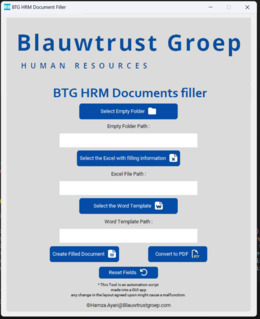 BTG HRM Document Filler
Blauwtrust Groep
HUMAN RESOURCES
BTG HRM Documents filler
Select Empty Folder
Empty Folder Path :
Select the Excel with filling information
Excel File Path :
Select the Word Template
Word Template Path :
Create Filled Document
Convert to PDF
Reset Fields
* This Tool is an automation script
made into a GUI app
any change in the layout agreed upon might cause a malfunction.
©Hamza.Ayari@Blauwtrustgroep.com